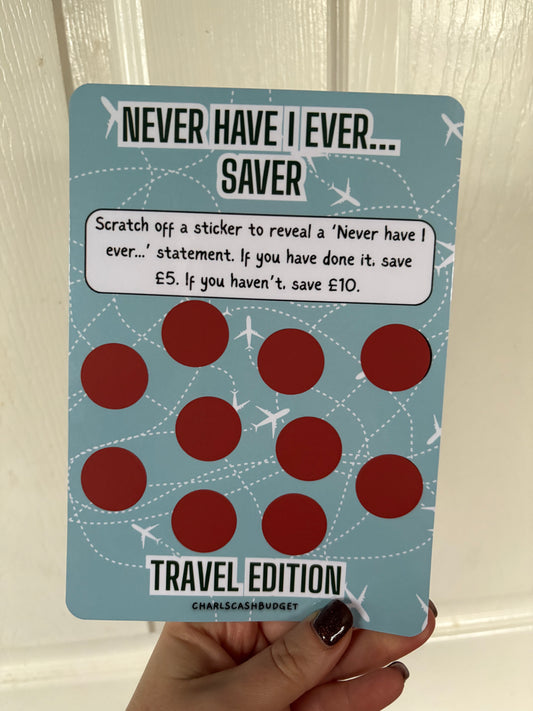 NEVER HAVE I EVER...
SAVER
Scratch off a sticker to reveal a ‘Never have I
ever...’ statement. If you have done it, save
£5. If you haven’t, save £10.
TRAVEL EDITION
CHARLSCASHBUDGET